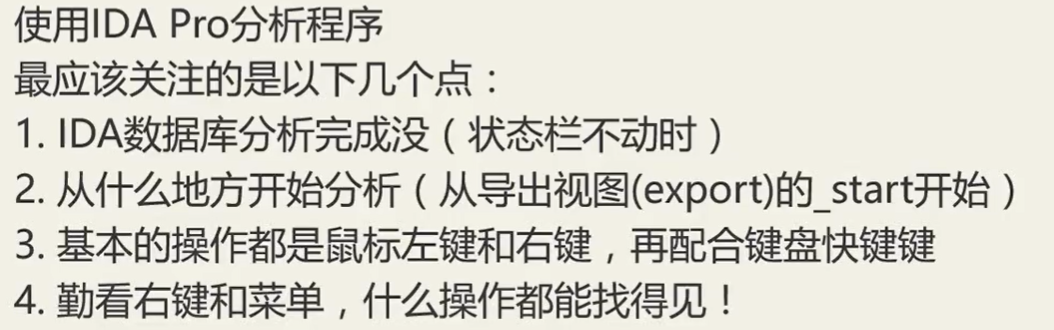 使用IDA Pro分析程序
最应该关注的是以下几个点：
1. IDA数据库分析完成没（状态栏不动时）
2. 从什么地方开始分析（从导出视图(export)的_start开始）
3. 基本的操作都是鼠标左键和右键，再配合键盘快键键
4. 勤看右键和菜单，什么操作都能找得见！